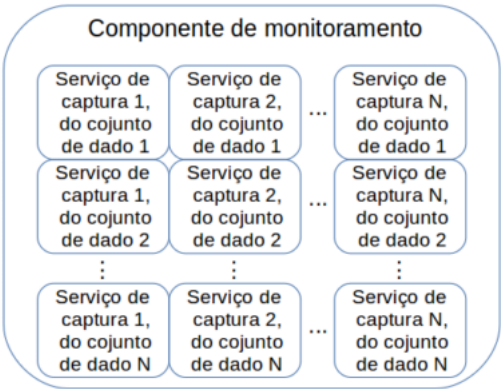 Componente de monitoramento
Serviço de captura 1, do cojunto de dado 1
Serviço de captura 2, do cojunto de dado 1
...
Serviço de captura N, do cojunto de dado 1
Serviço de captura 1, do cojunto de dado 2
Serviço de captura 2, do cojunto de dado 2
...
Serviço de captura N, do cojunto de dado 2
⋮
⋮
⋮
Serviço de captura 1, do cojunto de dado N
Serviço de captura 2, do cojunto de dado N
...
Serviço de captura N, do cojunto de dado N